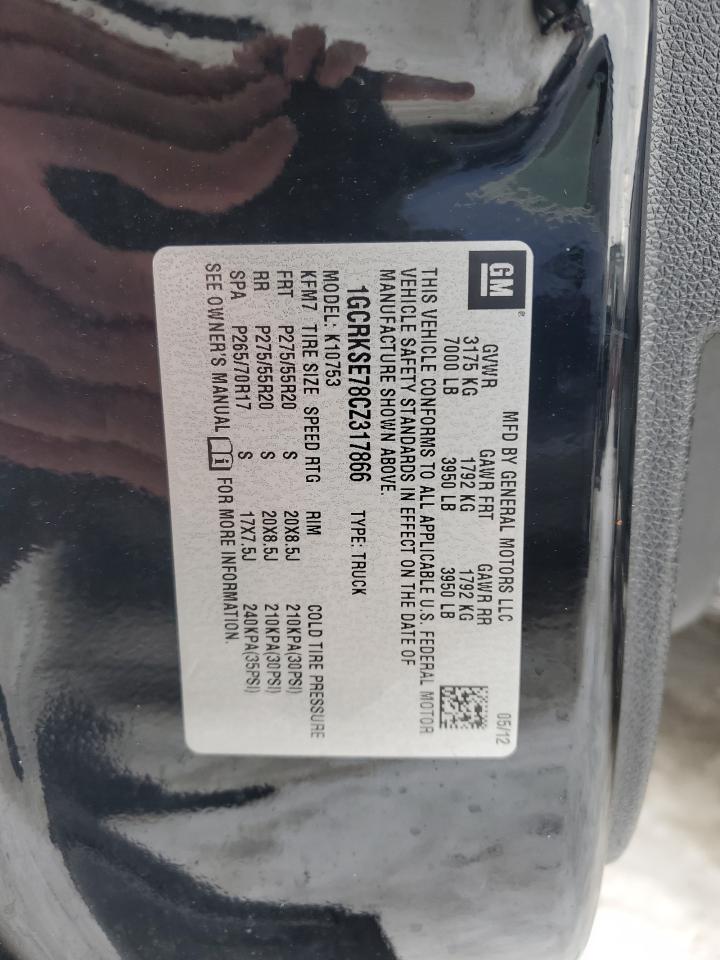 GM
MFD BY GENERAL MOTORS LLC 05/12
GVWR GAWR FRT GAWR RR
3175 KG 1792 KG 1792 KG
7000 LB 3950 LB 3950 LB
THIS VEHICLE CONFORMS TO ALL APPLICABLE U.S. FEDERAL MOTOR
VEHICLE SAFETY STANDARDS IN EFFECT ON THE DATE OF
MANUFACTURE SHOWN ABOVE.
1GCRKSE78CZ317866 TYPE: TRUCK
MODEL: K10753
KFM7 TIRE SIZE SPEED RTG RIM COLD TIRE PRESSURE
FRT P275/55R20 S 20X8.5J 210KPA(30PSI)
RR P275/55R20 S 20X8.5J 210KPA(30PSI)
SPA P265/70R17 S 17X7.5J 240KPA(35PSI)
SEE OWNER'S MANUAL i FOR MORE INFORMATION.